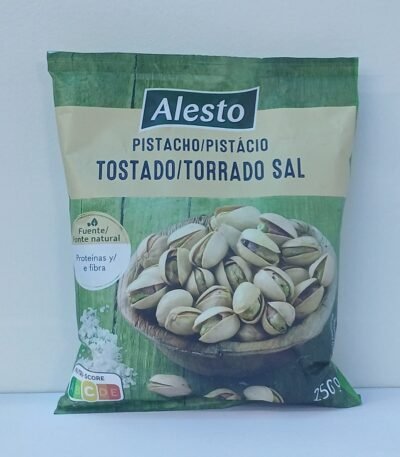 Alesto
PISTACHO/PISTÁCIO
TOSTADO/TORRADO SAL
Fuente/
Fonte natural
Proteínas y/
e fibra
NUTRI-SCORE
B C D E
250g